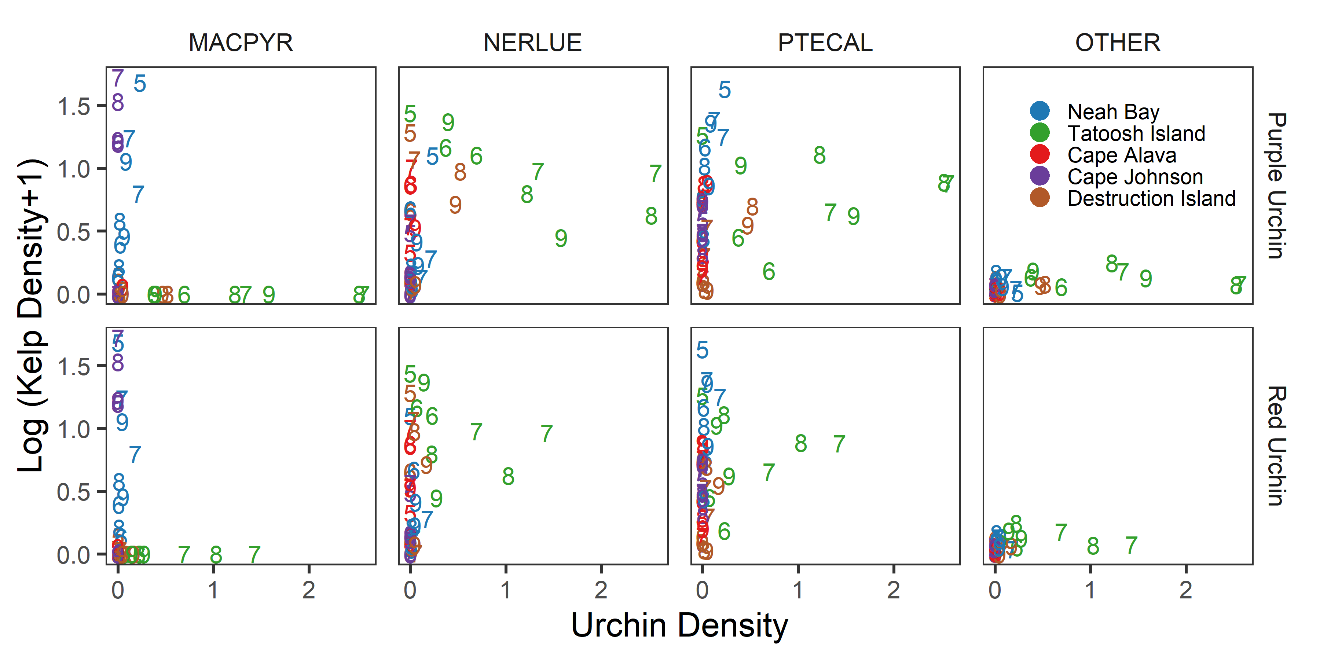 MACPYR NERLUE PTECAL OTHER
Log (Kelp Density+1)
1.5
1.0
0.5
0.0
Neah Bay
Tatoosh Island
Cape Alava
Cape Johnson
Destruction Island
Purple Urchin
1.5
1.0
0.5
0.0
Red Urchin
0 1 2 0 1 2 0 1 2 0 1 2
Urchin Density